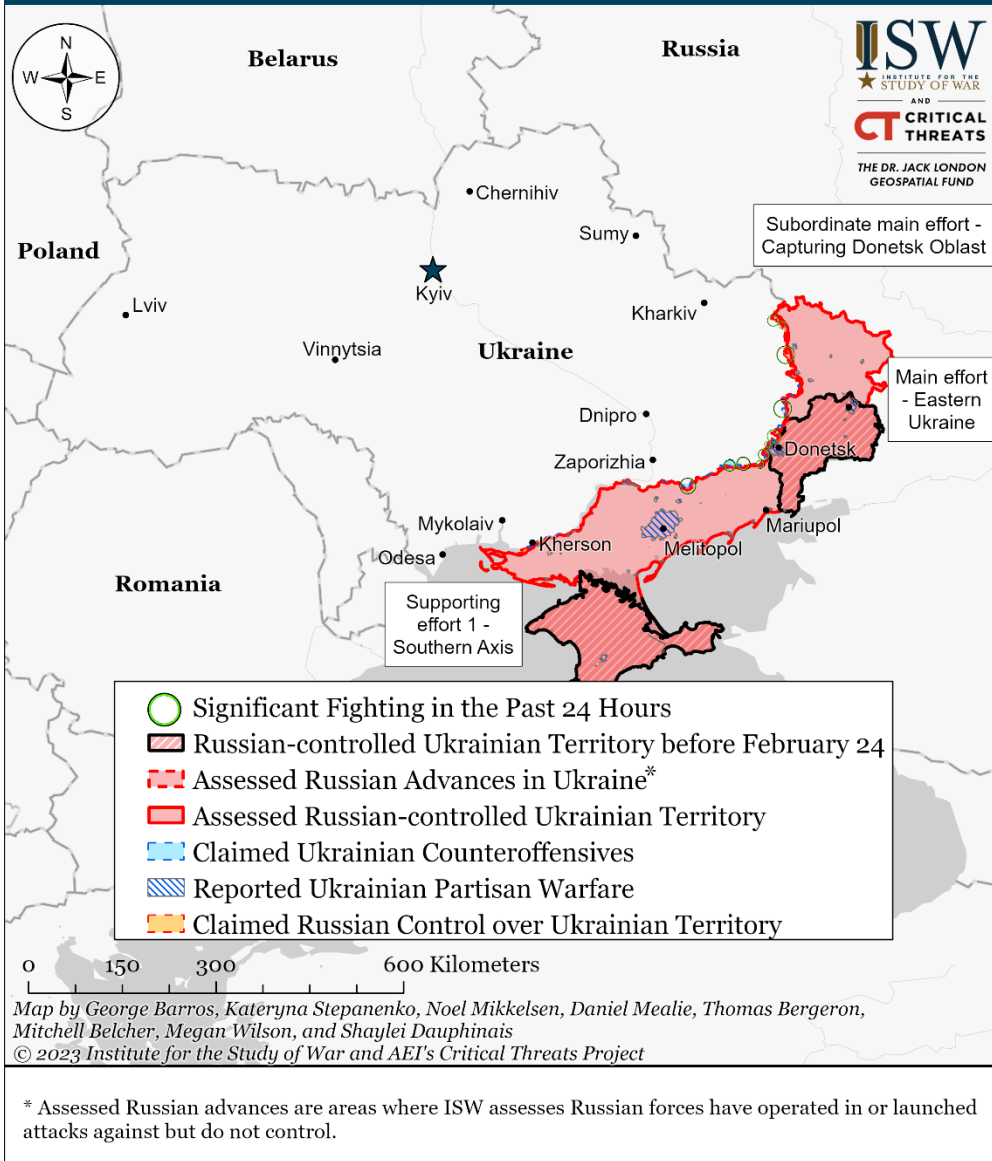 N
W
E
S
Belarus
Russia
ISW
INSTITUTE FOR THE
STUDY OF WAR
AND
CT CRITICAL
THREATS
THE DR. JACK LONDON
GEOSPATIAL FUND
Chernihiv
Subordinate main effort -
Capturing Donetsk Oblast
Sumy
Poland
Kyiv
Lviv
Kharkiv
Vinnytsia
Ukraine
Main effort
- Eastern
Ukraine
Dnipro
Donetsk
Zaporizhia
Mykolaiv
Mariupol
Kherson
Melitopol
Odesa
Romania
Supporting
effort 1 -
Southern Axis
Significant Fighting in the Past 24 Hours
Russian-controlled Ukrainian Territory before February 24
Assessed Russian Advances in Ukraine*
Assessed Russian-controlled Ukrainian Territory
Claimed Ukrainian Counteroffensives
Reported Ukrainian Partisan Warfare
Claimed Russian Control over Ukrainian Territory
0 150 300 600 Kilometers
Map by George Barros, Kateryna Stepanenko, Noel Mikkelsen, Daniel Mealie, Thomas Bergeron,
Mitchell Belcher, Megan Wilson, and Shaylei Dauphinais
© 2023 Institute for the Study of War and AEI's Critical Threats Project
* Assessed Russian advances are areas where ISW assesses Russian forces have operated in or launched
attacks against but do not control.